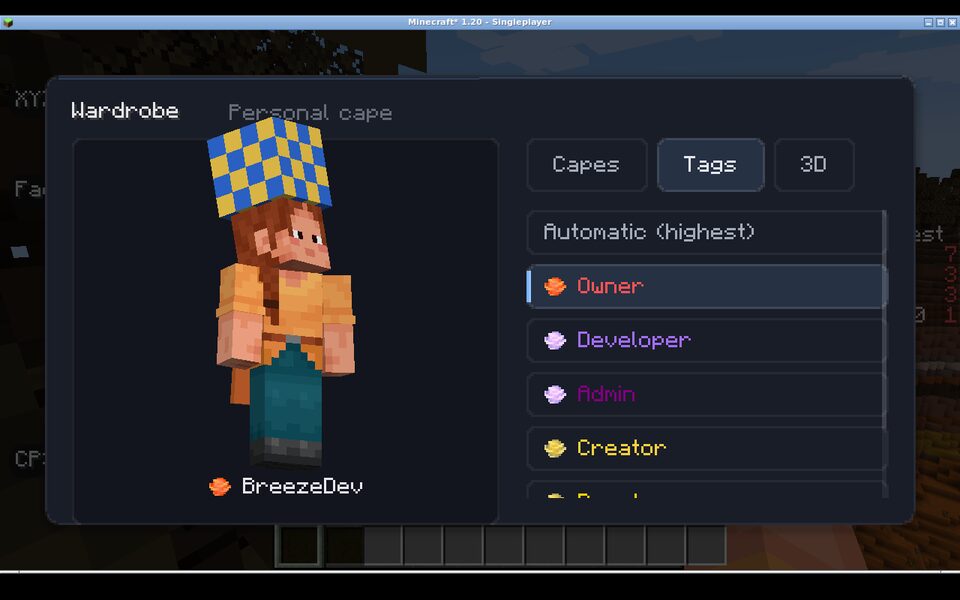 Minecraft* 1.20 - Singleplayer
Wardrobe
Personal cape
Capes
Tags
3D
Automatic (highest)
Owner
Developer
Admin
Creator
BreezeDev